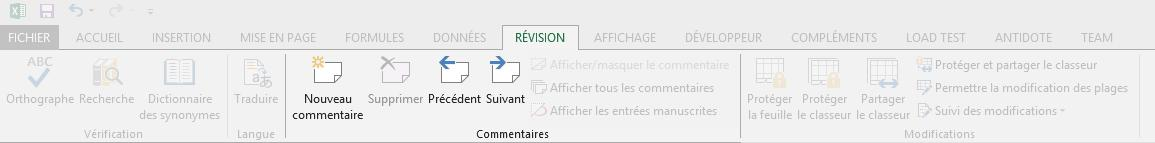 FICHIER ACCUEIL INSERTION MISE EN PAGE FORMULES DONNÉES RÉVISION AFFICHAGE DÉVELOPPEUR COMPLÉMENTS LOAD TEST ANTIDOTE TEAM
ABC
Orthographe
Recherche
Dictionnaire
des synonymes
Vérification
Traduire
Langue
Nouveau
commentaire
Supprimer
Précédent
Suivant
Afficher/masquer le commentaire
Afficher tous les commentaires
Afficher les entrées manuscrites
Commentaires
Protéger
la feuille
Protéger
le classeur
Partager
le classeur
Protéger et partager le classeur
Permettre la modification des plages
Suivi des modifications
Modifications